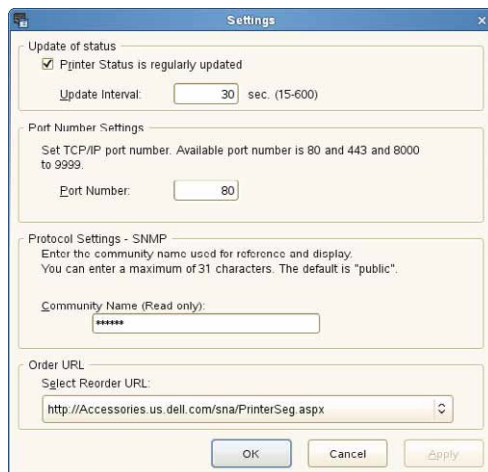 Settings
Update of status
Printer Status is regularly updated
Update Interval: 30 sec. (15-600)
Port Number Settings
Set TCP/IP port number. Available port number is 80 and 443 and 8000
to 9999.
Port Number: 80
Protocol Settings - SNMP
Enter the community name used for reference and display.
You can enter a maximum of 31 characters. The default is "public".
Community Name (Read only):
******
Order URL
Select Reorder URL:
http://Accessories.us.dell.com/sna/PrinterSeg.aspx
OK Cancel Apply